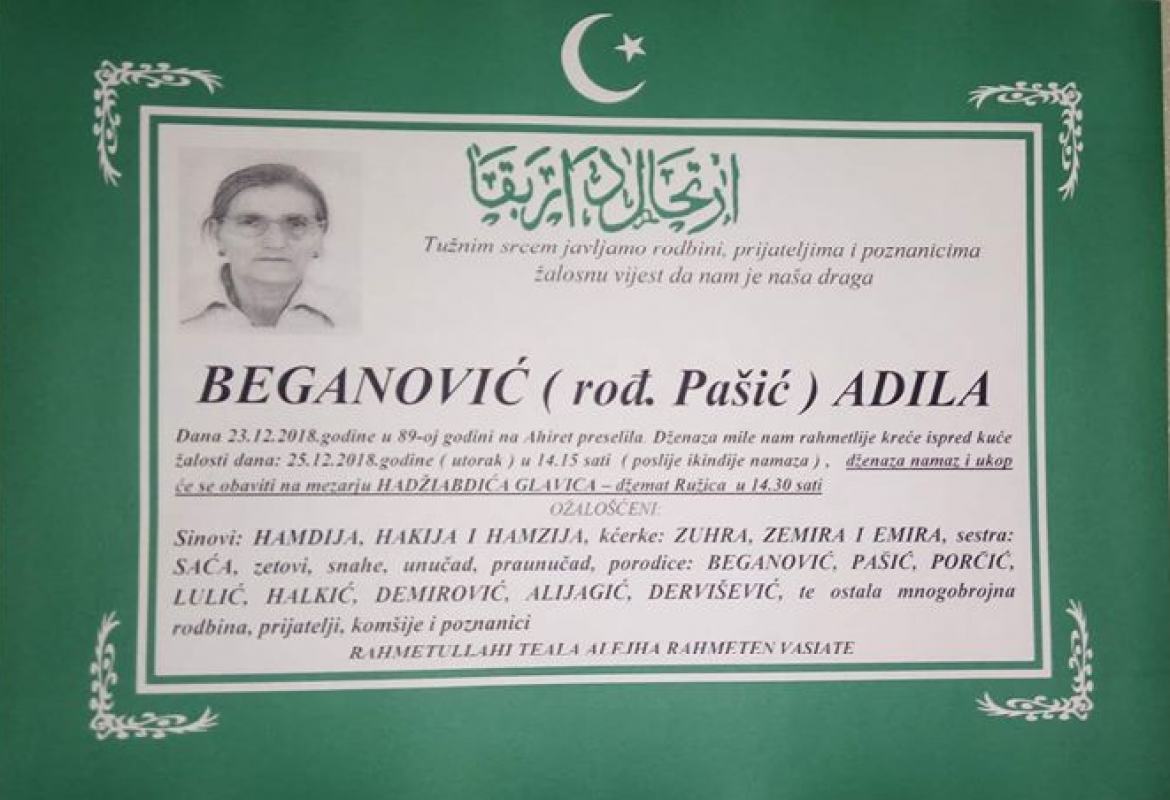 ارتحال دار بقا
Tužnim srcem javljamo rodbini, prijateljima i poznanicima
žalosnu vijest da nam je naša draga
BEGANOVIĆ ( rođ. Pašić ) ADILA
Dana 23.12.2018.godine u 89-oj godini na Ahiret preselila. Dženaza mile nam rahmetlije kreće ispred kuće
žalosti dana: 25.12.2018.godine ( utorak ) u 14.15 sati ( poslije ikindije namaza ) , dženaza namaz i ukop
će se obaviti na mezarju HADŽIABDIĆA GLAVICA – džemat Ružica u 14.30 sati
OŽALOŠĆENI:
Sinovi: HAMDIJA, HAKIJA I HAMZIJA, kćerke: ZUHRA, ZEMIRA I EMIRA, sestra:
SAĆA, zetovi, snahe, unučad, praunučad, porodice: BEGANOVIĆ, PAŠIĆ, PORČIĆ,
LULIĆ, HALKIĆ, DEMIROVIĆ, ALIJAGIĆ, DERVIŠEVIĆ, te ostala mnogobrojna
rodbina, prijatelji, komšije i poznanici
RAHMETULLAHI TEALA ALEJHA RAHMETEN VASIATE